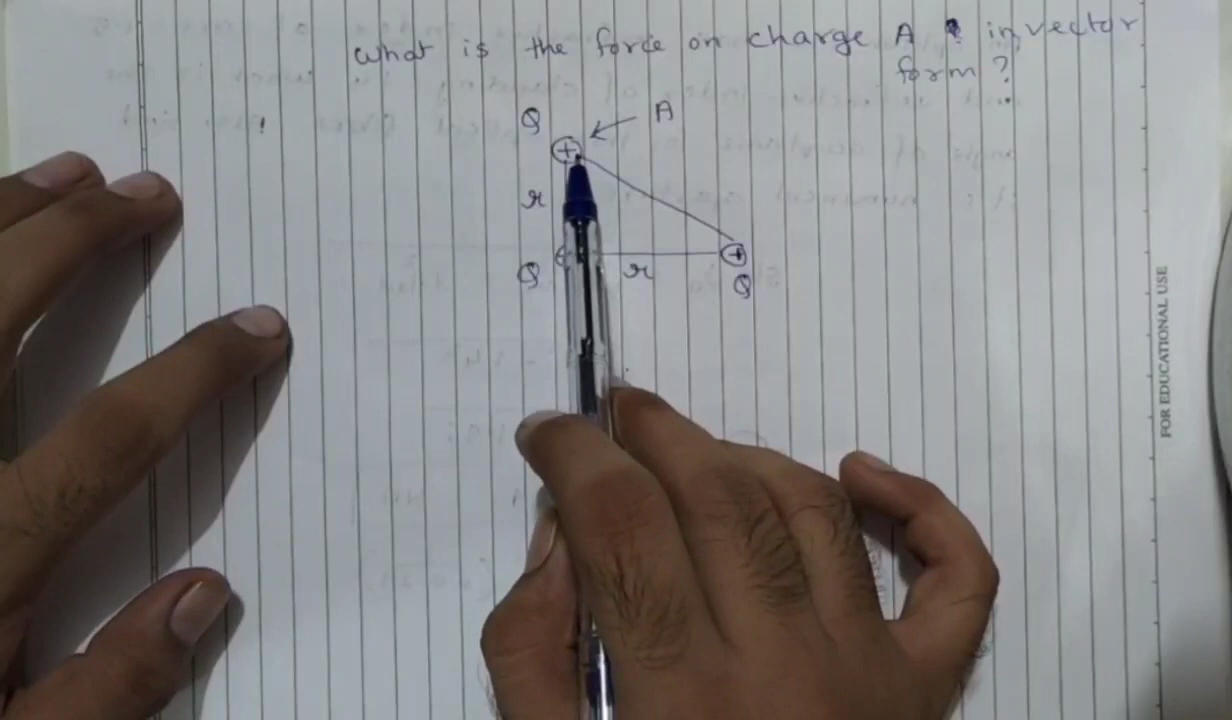 What is the force on charge A in vector
form ?
Q
A
+
r
Q
r
+
Q
FOR EDUCATIONAL USE